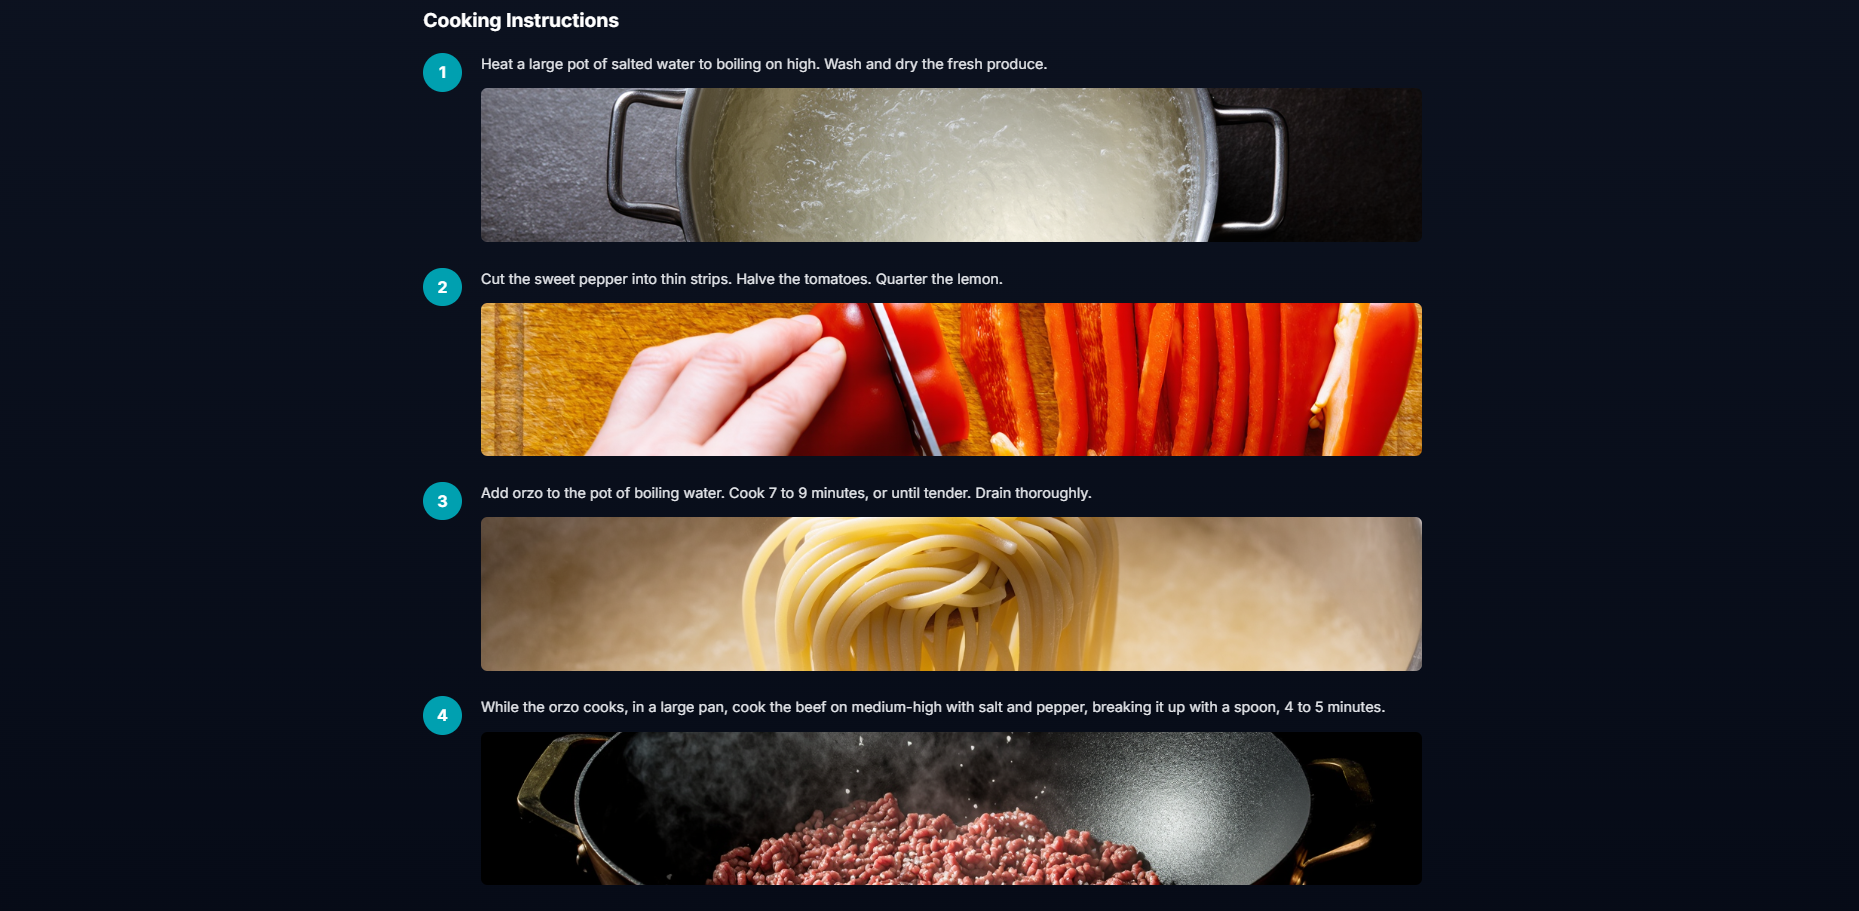 Cooking Instructions
1
Heat a large pot of salted water to boiling on high. Wash and dry the fresh produce.
2
Cut the sweet pepper into thin strips. Halve the tomatoes. Quarter the lemon.
3
Add orzo to the pot of boiling water. Cook 7 to 9 minutes, or until tender. Drain thoroughly.
4
While the orzo cooks, in a large pan, cook the beef on medium-high with salt and pepper, breaking it up with a spoon, 4 to 5 minutes.